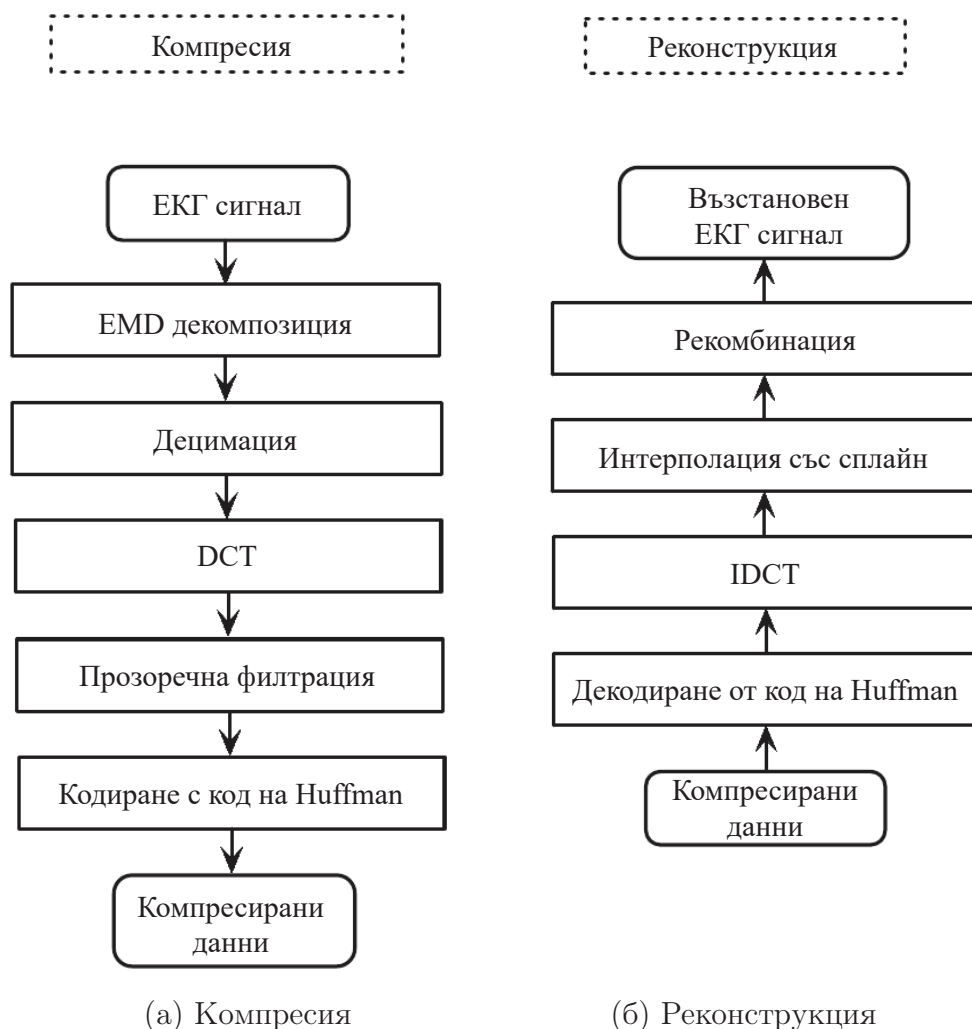 Компресия
ЕКГ сигнал
EMD декомпозиция
Децимация
DCT
Прозоречна филтрация
Кодиране с код на Huffman
Компресирани
данни
(а) Компресия
Реконструкция
Възстановен
ЕКГ сигнал
Рекомбинация
Интерполация със сплайн
IDCT
Декодиране от код на Huffman
Компресирани
данни
(б) Реконструкция